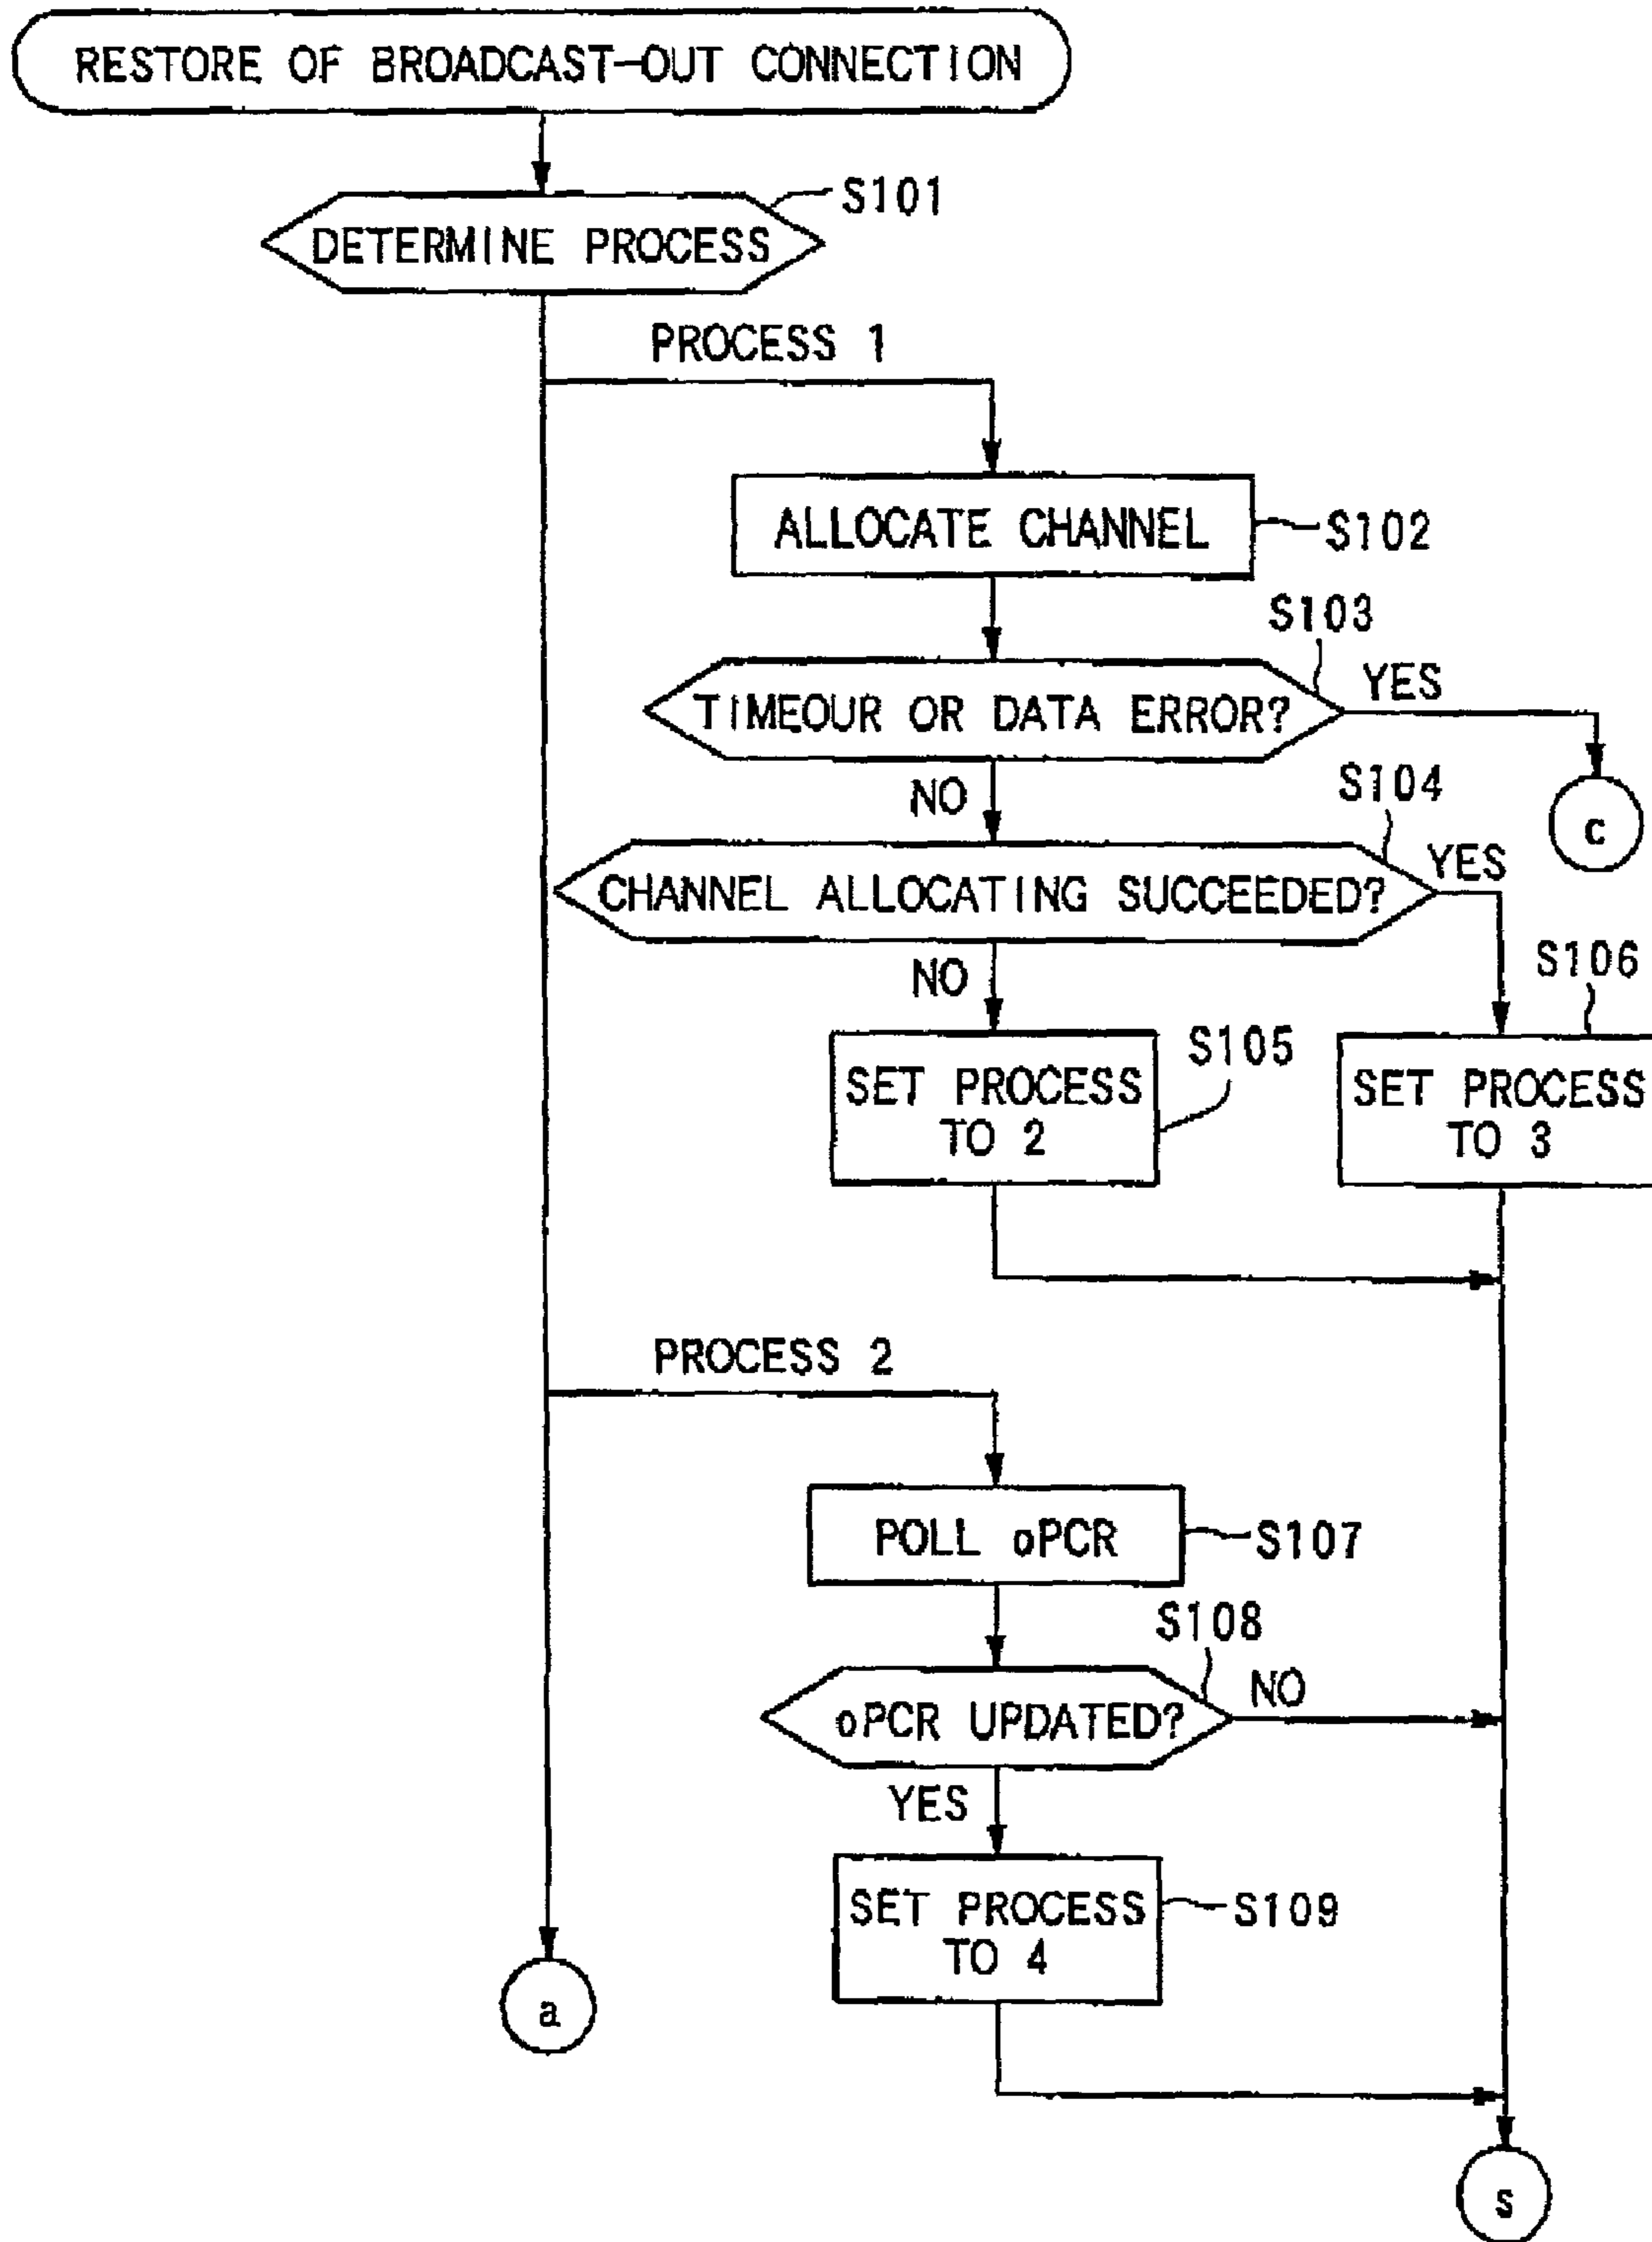 RESTORE OF BROADCAST-OUT CONNECTION
S101
DETERMINE PROCESS
PROCESS 1
ALLOCATE CHANNEL
S102
S103
TIMEOUR OR DATA ERROR?
YES
c
NO
S104
CHANNEL ALLOCATING SUCCEEDED?
YES
NO
S105
S106
SET PROCESS
TO 2
SET PROCESS
TO 3
PROCESS 2
POLL oPCR
S107
S108
oPCR UPDATED?
NO
YES
SET PROCESS
TO 4
S109
a
s